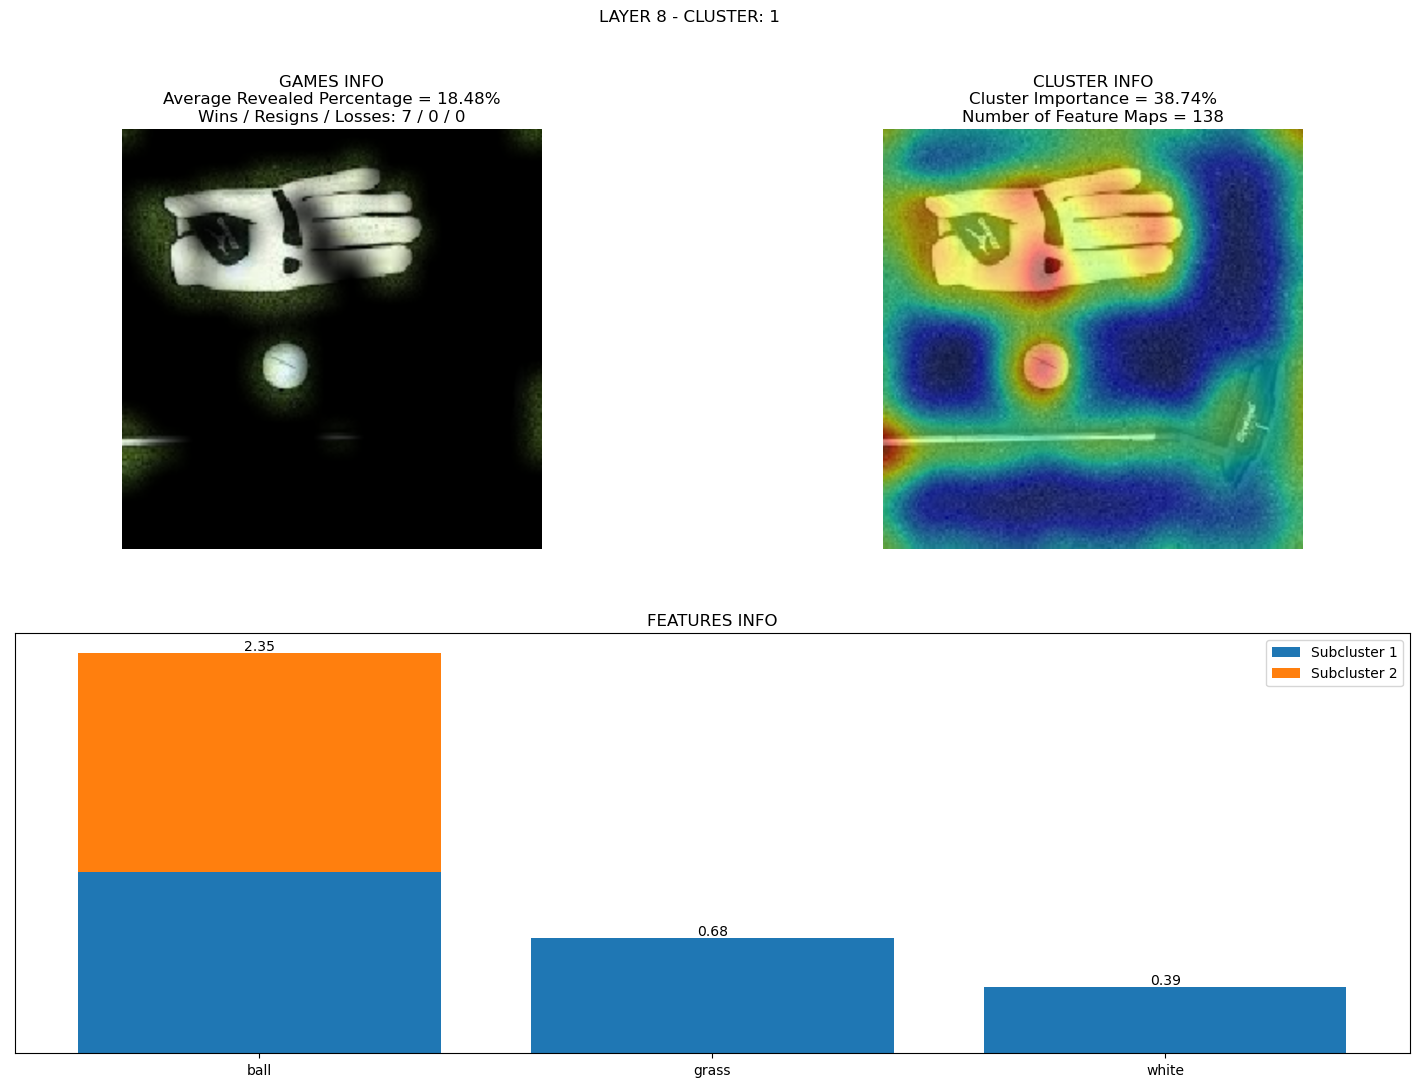 LAYER 8 - CLUSTER: 1
GAMES INFO
Average Revealed Percentage = 18.48%
Wins / Resigns / Losses: 7 / 0 / 0
CLUSTER INFO
Cluster Importance = 38.74%
Number of Feature Maps = 138
FEATURES INFO
2.35
0.68
0.39
Subcluster 1
Subcluster 2
ball
grass
white